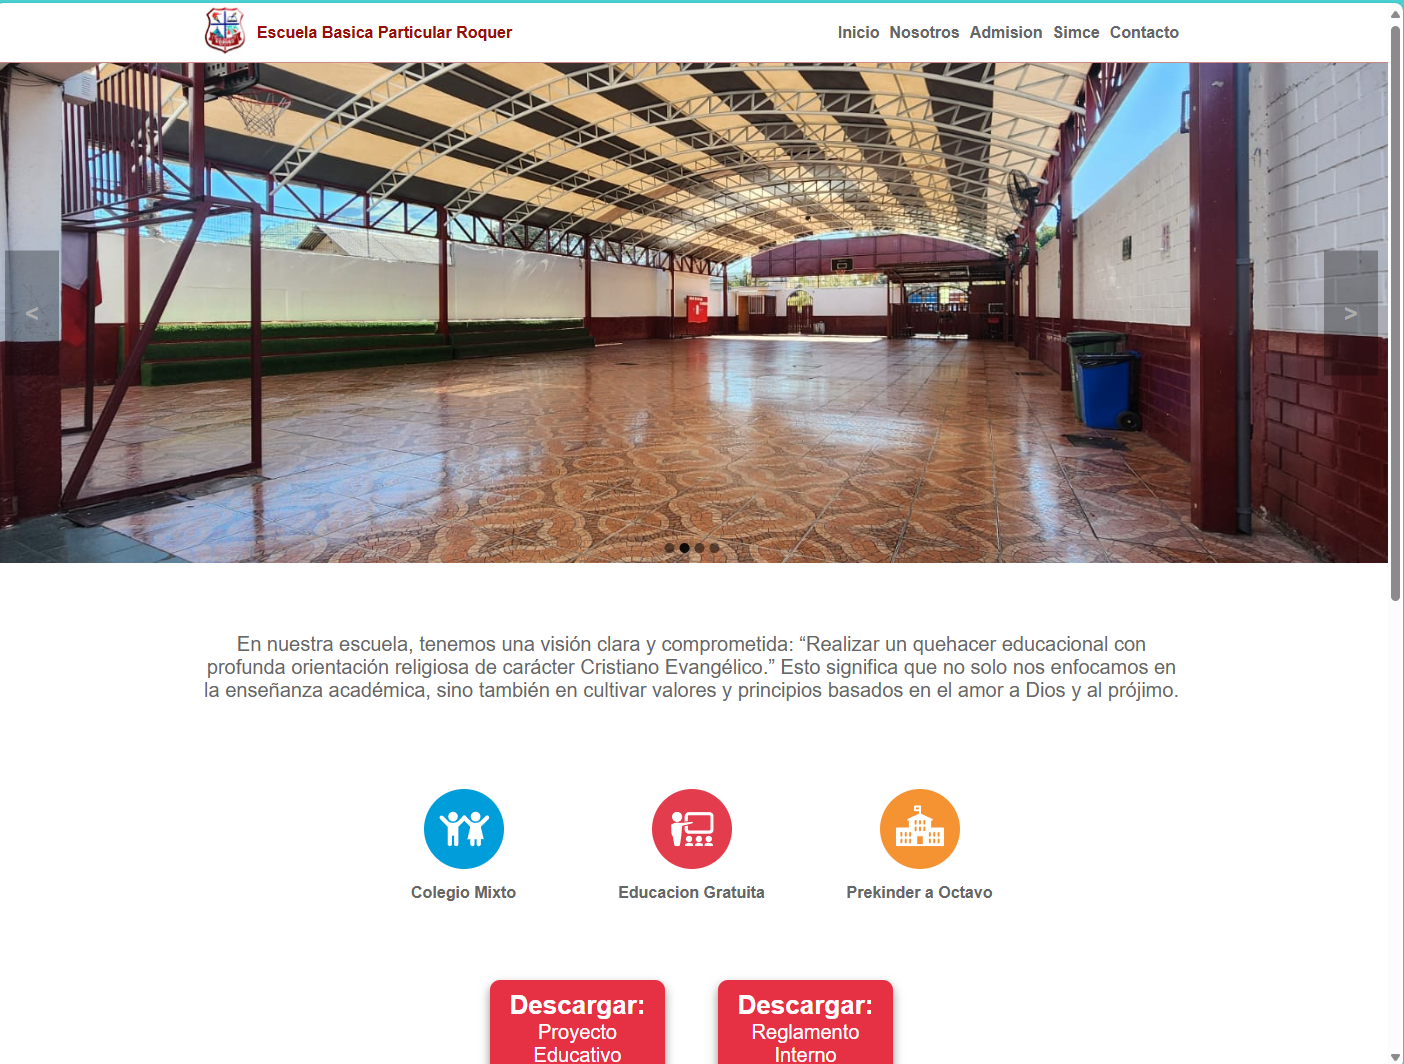 Escuela Basica Particular Roquer
Inicio Nosotros Admision Simce Contacto
<
>
En nuestra escuela, tenemos una visión clara y comprometida: “Realizar un quehacer educacional con
profunda orientación religiosa de carácter Cristiano Evangélico.” Esto significa que no solo nos enfocamos en
la enseñanza académica, sino también en cultivar valores y principios basados en el amor a Dios y al prójimo.
Colegio Mixto
Educacion Gratuita
Prekinder a Octavo
Descargar:
Proyecto
Educativo
Descargar:
Reglamento
Interno